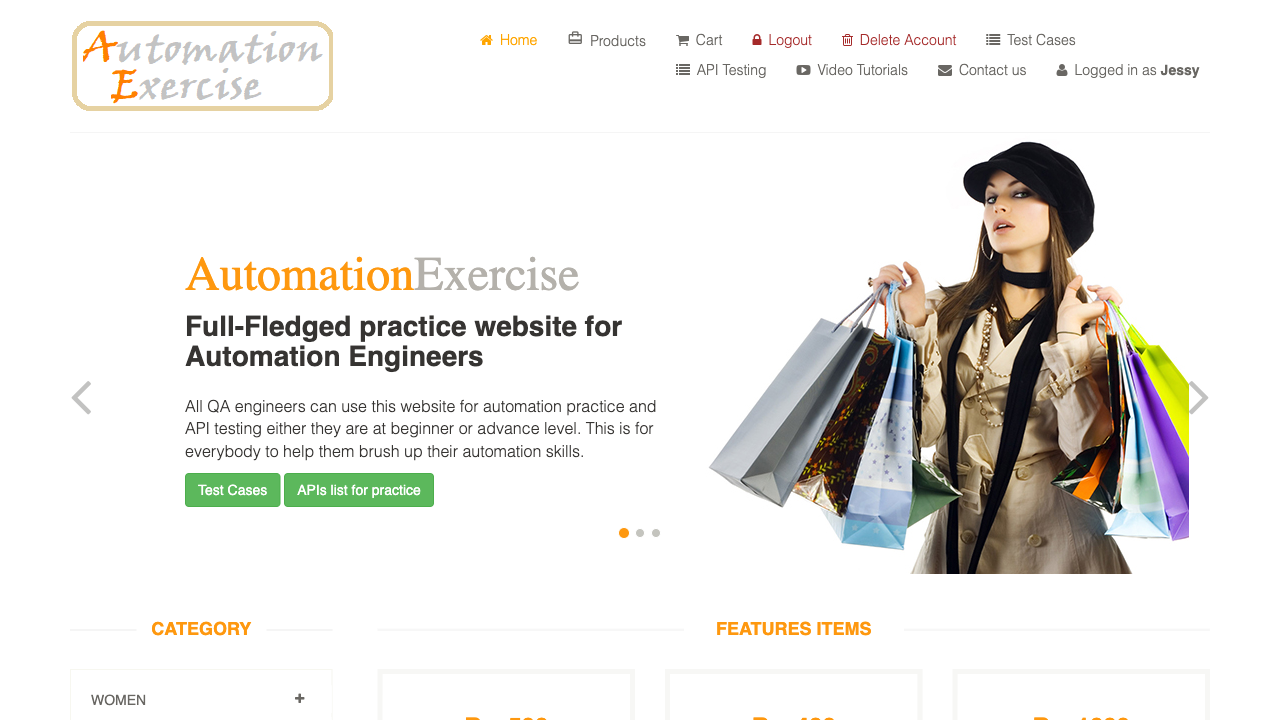 Automation
Exercise
Home Products Cart Logout Delete Account Test Cases
API Testing Video Tutorials Contact us Logged in as Jessy
AutomationExercise
Full-Fledged practice website for
Automation Engineers
All QA engineers can use this website for automation practice and
API testing either they are at beginner or advance level. This is for
everybody to help them brush up their automation skills.
Test Cases APIs list for practice
CATEGORY
FEATURES ITEMS
WOMEN